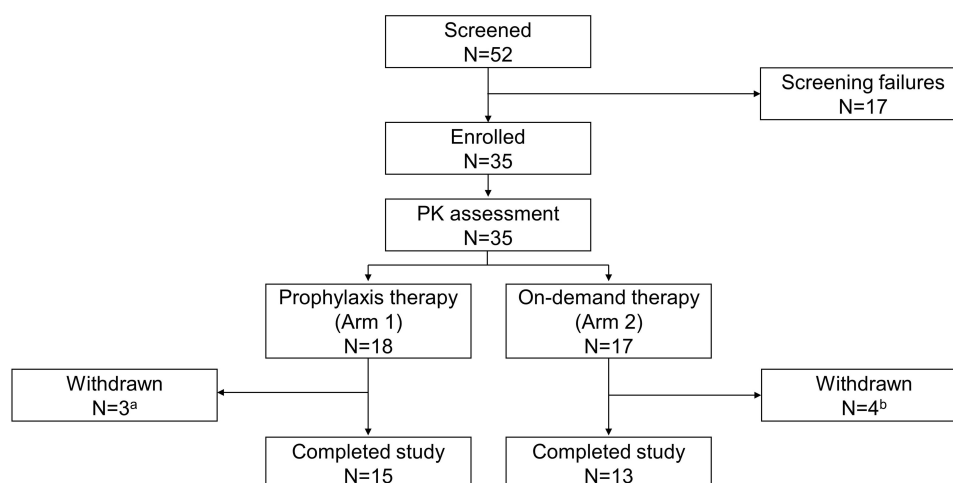 Screened
N=52
Screening failures
N=17
Enrolled
N=35
PK assessment
N=35
Prophylaxis therapy
(Arm 1)
N=18
On-demand therapy
(Arm 2)
N=17
Withdrawn
N=3ᵃ
Withdrawn
N=4ᵇ
Completed study
N=15
Completed study
N=13